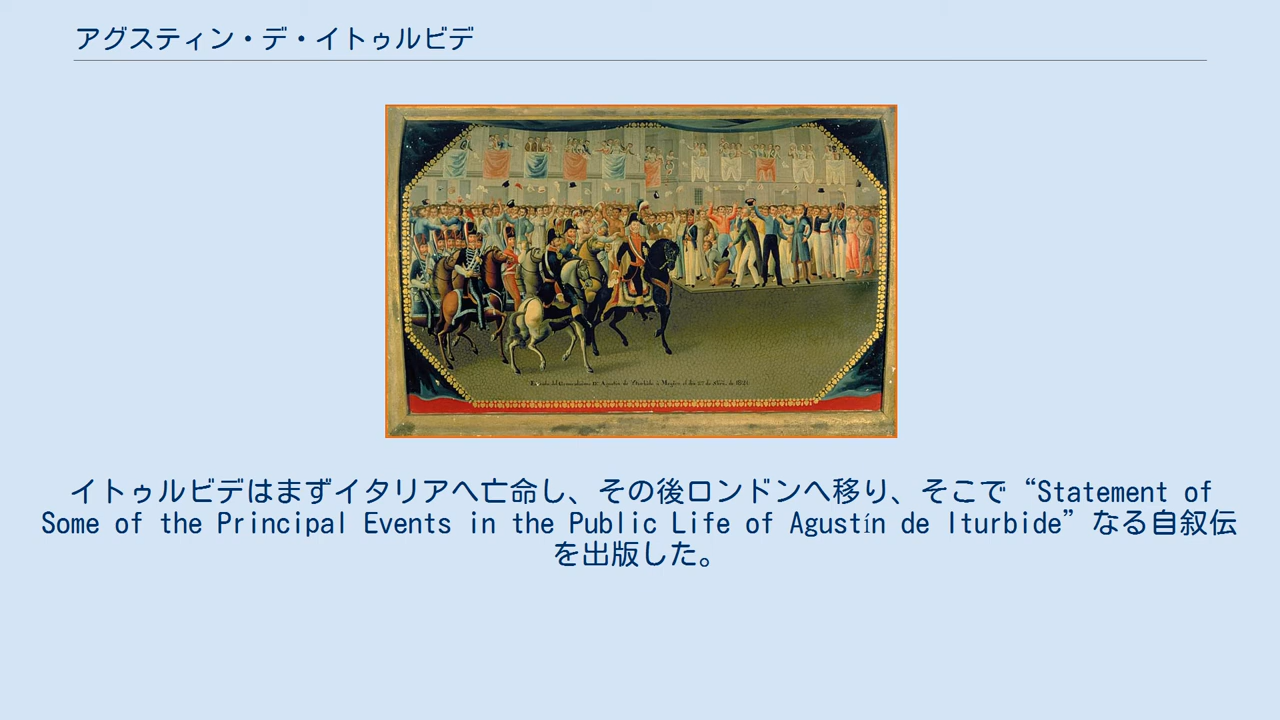 アグスティン・デ・イトゥルビデ
イトゥルビデはまずイタリアへ亡命し、その後ロンドンへ移り、そこで“Statement of
Some of the Principal Events in the Public Life of Agustín de Iturbide”なる自叙伝
を出版した。